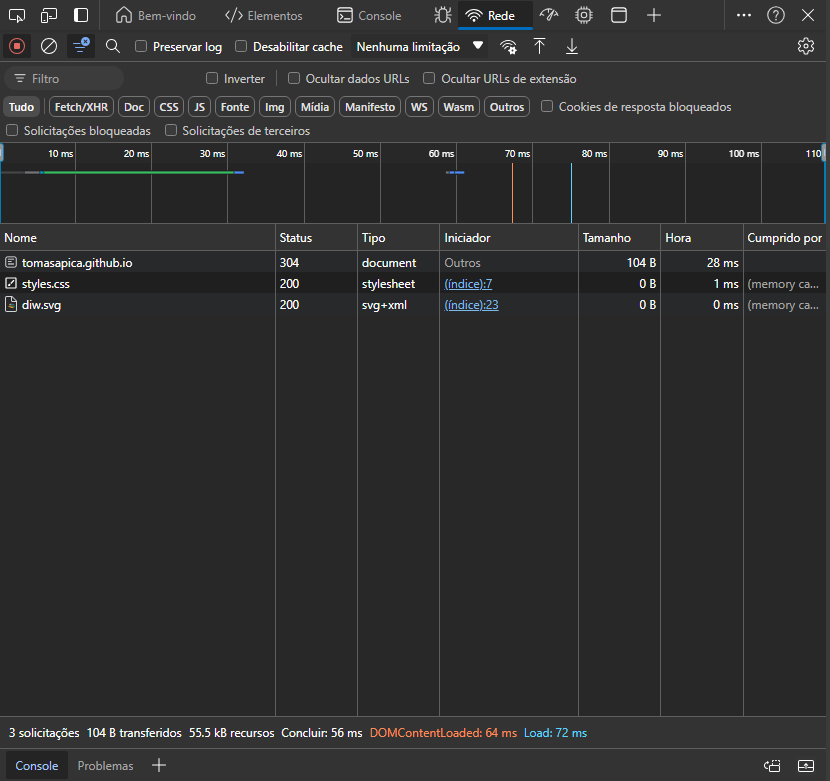 Bem-vindo Elementos Console Rede
Preservar log Desabilitar cache Nenhuma limitação
Filtro Inverter Ocultar dados URLs Ocultar URLs de extensão
Tudo Fetch/XHR Doc CSS JS Fonte Img Mídia Manifesto WS Wasm Outros Cookies de resposta bloqueados
Solicitações bloqueadas Solicitações de terceiros
10 ms 20 ms 30 ms 40 ms 50 ms 60 ms 70 ms 80 ms 90 ms 100 ms 110
Nome Status Tipo Iniciador Tamanho Hora Cumprido por
tomasapica.github.io 304 document Outros 104 B 28 ms
styles.css 200 stylesheet (índice):7 0 B 1 ms (memory ca...
diw.svg 200 svg+xml (índice):23 0 B 0 ms (memory ca...
3 solicitações 104 B transferidos 55.5 kB recursos Concluir: 56 ms DOMContentLoaded: 64 ms Load: 72 ms
Console Problemas